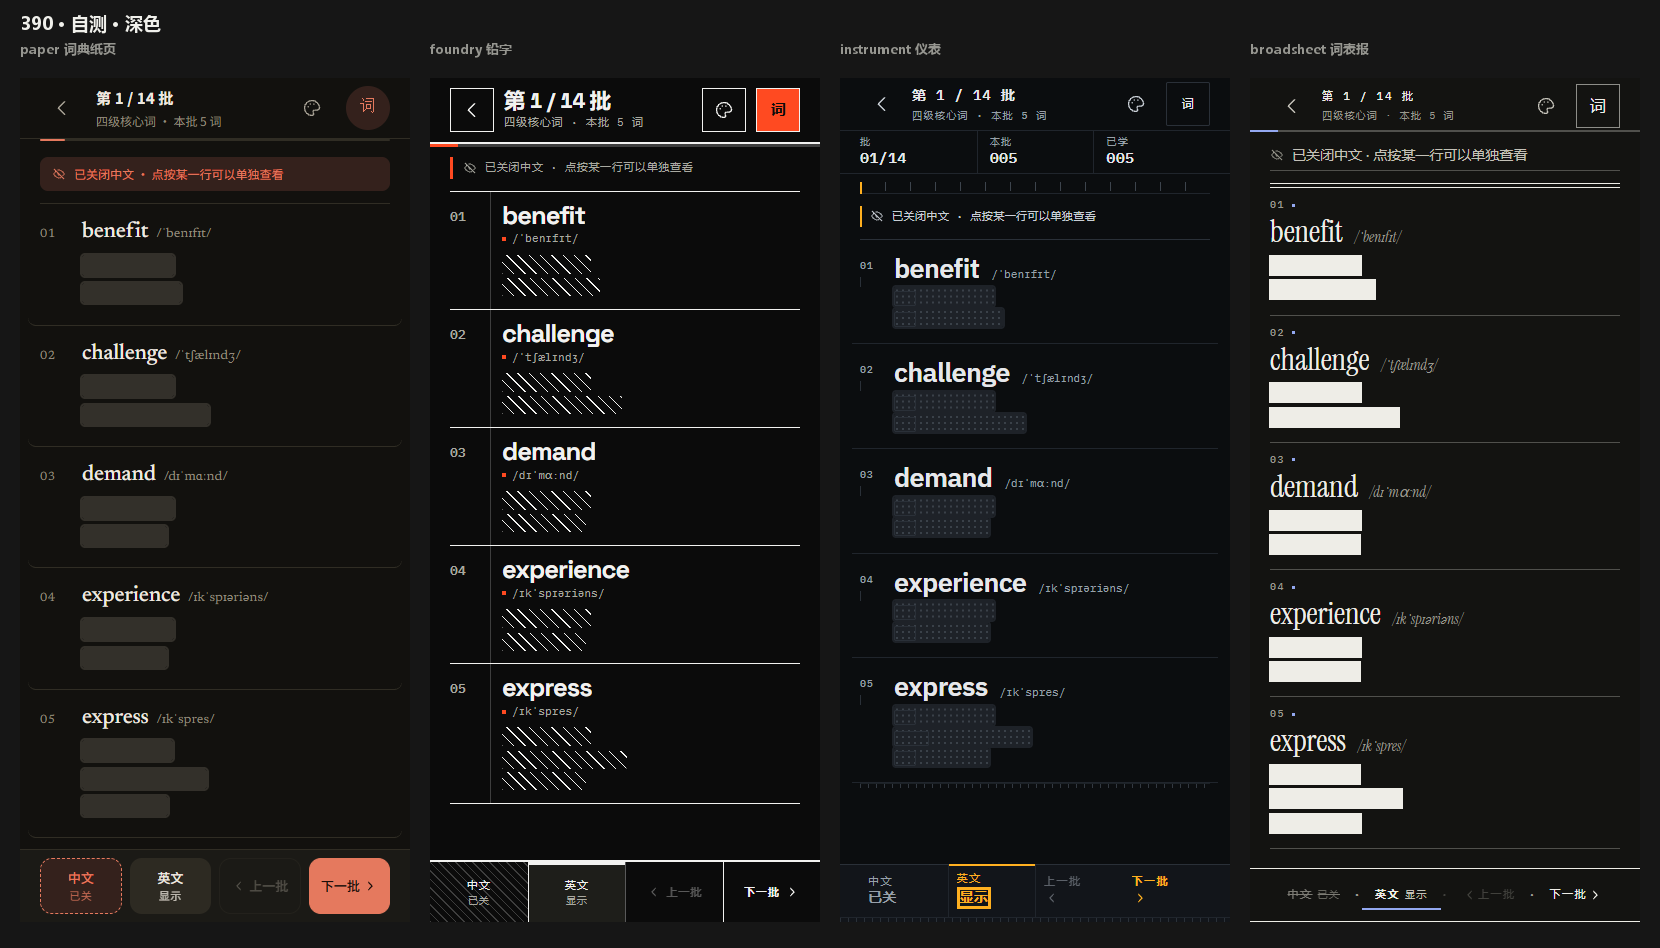 390 • 自测 • 深色
paper 词典纸页
第 1 / 14 批
四级核心词 • 本批 5 词
词
已关闭中文 • 点按某一行可以单独查看
01 benefit /ˈbenɪfɪt/
02 challenge /ˈtʃælɪndʒ/
03 demand /dɪˈmɑːnd/
04 experience /ɪkˈspɪəriəns/
05 express /ɪkˈspres/
中文 已关
英文 显示
上一批
下一批
foundry 铅字
第 1 / 14 批
四级核心词 · 本批 5 词
词
已关闭中文 · 点按某一行可以单独查看
01 benefit
/ˈbenɪfɪt/
02 challenge
/ˈtʃælɪndʒ/
03 demand
/dɪˈmɑːnd/
04 experience
/ɪkˈspɪəriəns/
05 express
/ɪkˈspres/
中文 已关
英文 显示
上一批
下一批
instrument 仪表
第 1 / 14 批
四级核心词 · 本批 5 词
词
批 本批 已学
01/14 005 005
已关闭中文 · 点按某一行可以单独查看
01 benefit /ˈbenɪfɪt/
02 challenge /ˈtʃælɪndʒ/
03 demand /dɪˈmɑːnd/
04 experience /ɪkˈspɪəriəns/
05 express /ɪkˈspres/
中文 已关
英文 显示
上一批
下一批
broadsheet 词表报
第 1 / 14 批
四级核心词 · 本批 5 词
词
已关闭中文 · 点按某一行可以单独查看
01
benefit /ˈbenɪfɪt/
02
challenge /ˈtʃælɪndʒ/
03
demand /dɪˈmɑːnd/
04
experience /ɪkˈspɪəriəns/
05
express /ɪkˈspres/
中文 已关 · 英文 显示 · 上一批 · 下一批